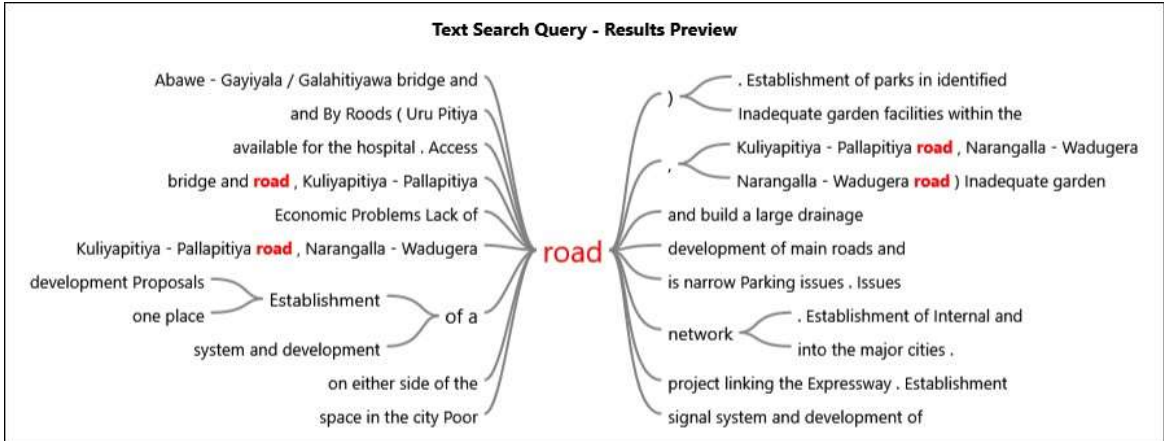 Text Search Query - Results Preview
Abawe - Gayiyala / Galahitiyawa bridge and
and By Roods ( Uru Pitiya
available for the hospital . Access
bridge and road , Kuliyapitiya - Pallapitiya
Economic Problems Lack of
Kuliyapitiya - Pallapitiya road , Narangalla - Wadugera
development Proposals
one place
Establishment
system and development
of a
on either side of the
space in the city Poor
road
)
. Establishment of parks in identified
Inadequate garden facilities within the
,
Kuliyapitiya - Pallapitiya road , Narangalla - Wadugera
Narangalla - Wadugera road ) Inadequate garden
and build a large drainage
development of main roads and
is narrow Parking issues . Issues
network
. Establishment of Internal and
into the major cities .
project linking the Expressway . Establishment
signal system and development of